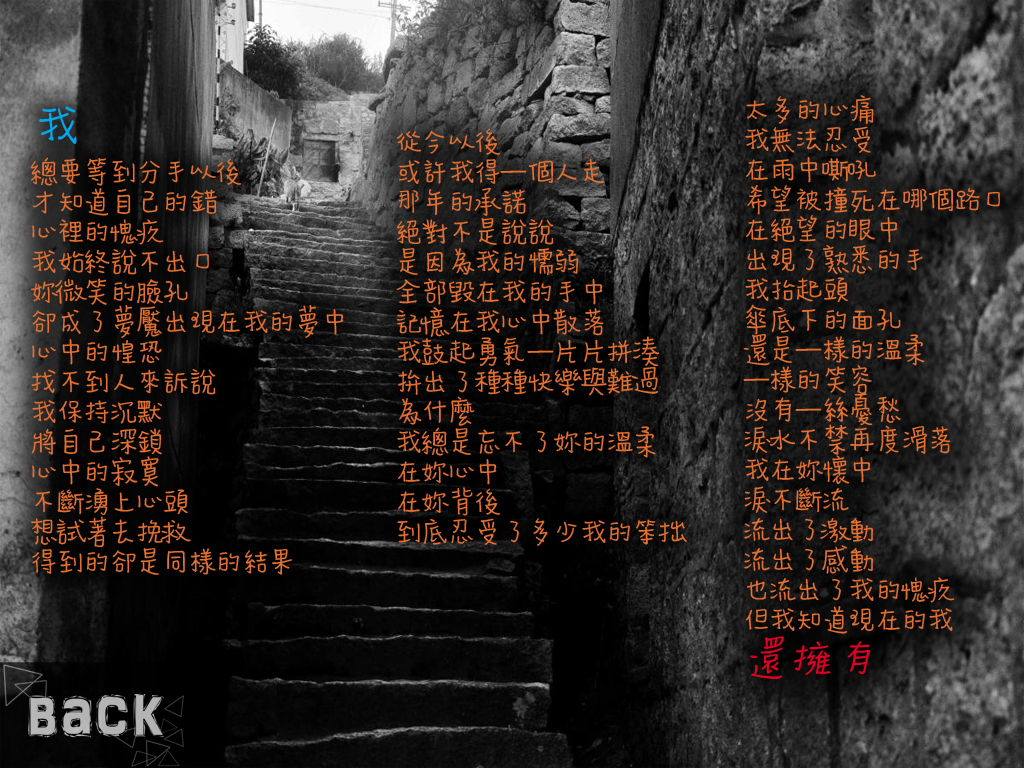 我
總要等到分手以後
才知道自己的錯
心裡的愧疚
我始終說不出口
妳微笑的臉孔
卻成了夢魘出現在我的夢中
心中的惶恐
找不到人來訴說
我保持沉默
將自己深鎖
心中的寂寞
不斷湧上心頭
想試著去挽救
得到的卻是同樣的結果
從今以後
或許我得一個人走
那年的承諾
絕對不是說說
是因為我的懦弱
全部毀在我的手中
記憶在我心中散落
我鼓起勇氣一片片拼湊
拚出了種種快樂與難過
為什麼
我總是忘不了妳的溫柔
在妳心中
在妳背後
到底忍受了多少我的笨拙
太多的心痛
我無法忍受
在雨中嘶吼
希望被撞死在哪個路口
在絕望的眼中
出現了熟悉的手
我抬起頭
傘底下的面孔
還是一樣的溫柔
一樣的笑容
沒有一絲憂愁
淚水不禁再度滑落
我在妳懷中
淚不斷流
流出了激動
流出了感動
也流出了我的愧疚
但我知道現在的我
還擁有
BACK